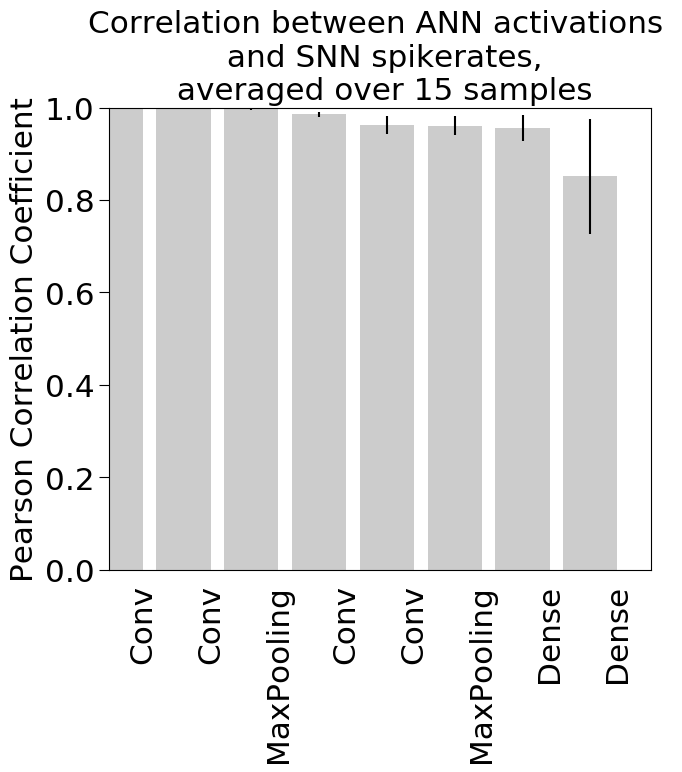 Correlation between ANN activations
and SNN spikerates,
averaged over 15 samples
Pearson Correlation Coefficient
1.0
0.8
0.6
0.4
0.2
0.0
Conv
Conv
MaxPooling
Conv
Conv
MaxPooling
Dense
Dense